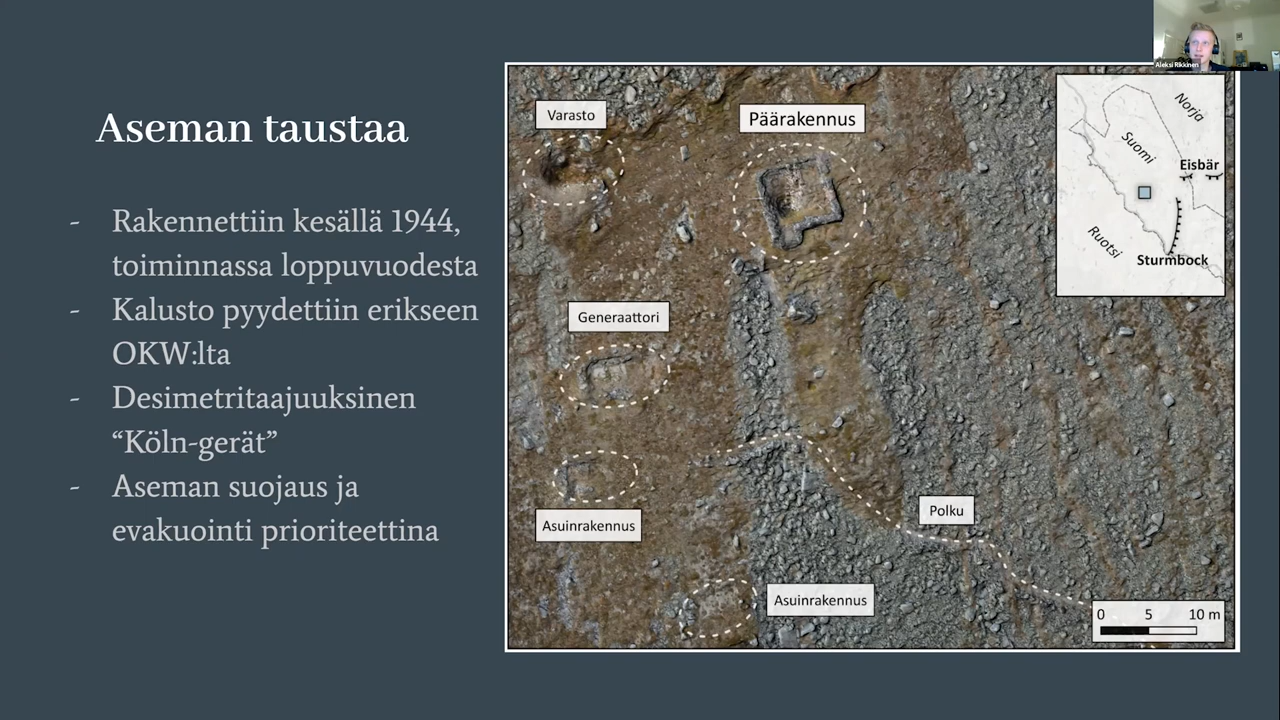 Aleksi Rikkinen
Aseman taustaa
- Rakennettiin kesällä 1944,
toiminnassa loppuvuodesta
- Kalusto pyydettiin erikseen
OKW:lta
- Desimetritaajuuksinen
“Köln-gerät”
- Aseman suojaus ja
evakuointi prioriteettina
Varasto
Päärakennus
Generaattori
Asuinrakennus
Asuinrakennus
Polku
Norja
Suomi
Eisbär
Ruotsi
Sturmbock
0 5 10 m